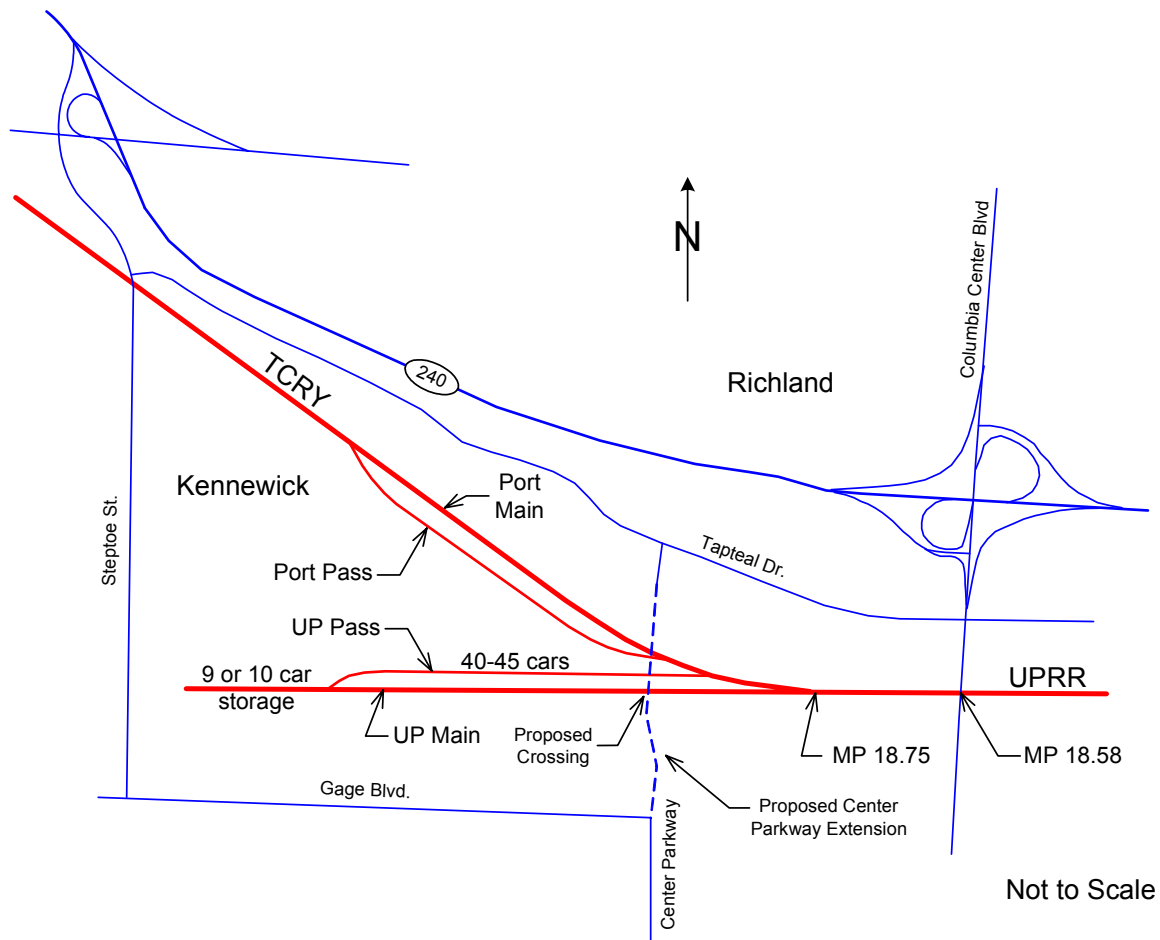 N
Columbia Center Blvd
240
Richland
TCRY
Kennewick
Port
Main
Steptoe St.
Tapteal Dr.
Port Pass
UP Pass
40-45 cars
9 or 10 car
storage
UPRR
UP Main
Proposed
Crossing
MP 18.75
MP 18.58
Gage Blvd.
Proposed Center
Parkway Extension
Center Parkway
Not to Scale